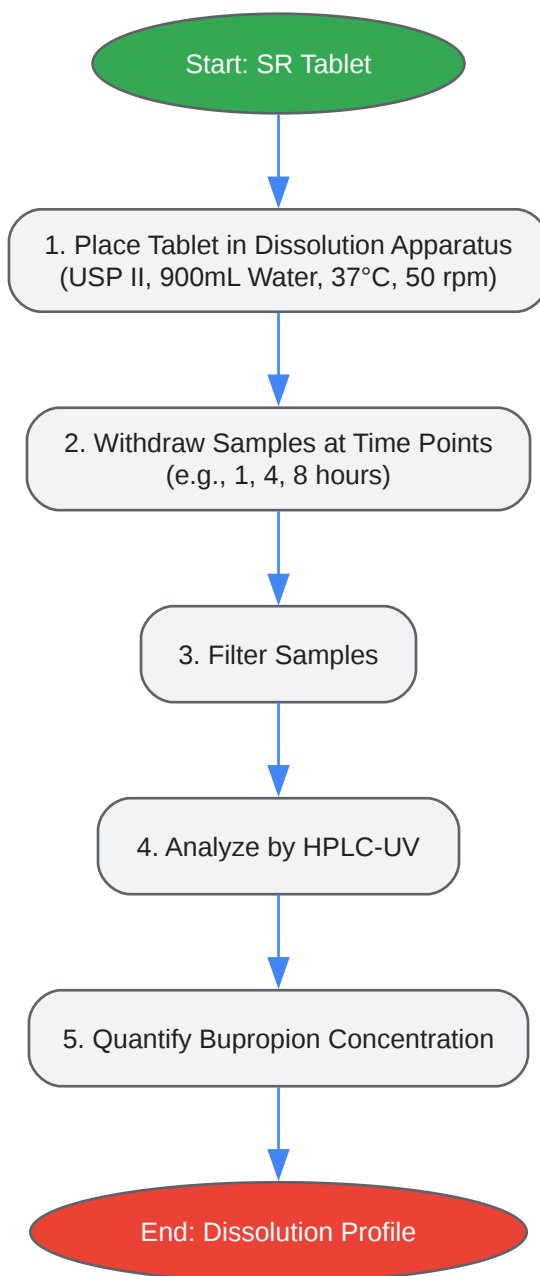 Start: SR Tablet
1. Place Tablet in Dissolution Apparatus
(USP II, 900mL Water, 37°C, 50 rpm)
2. Withdraw Samples at Time Points
(e.g., 1, 4, 8 hours)
3. Filter Samples
4. Analyze by HPLC-UV
5. Quantify Bupropion Concentration
End: Dissolution Profile